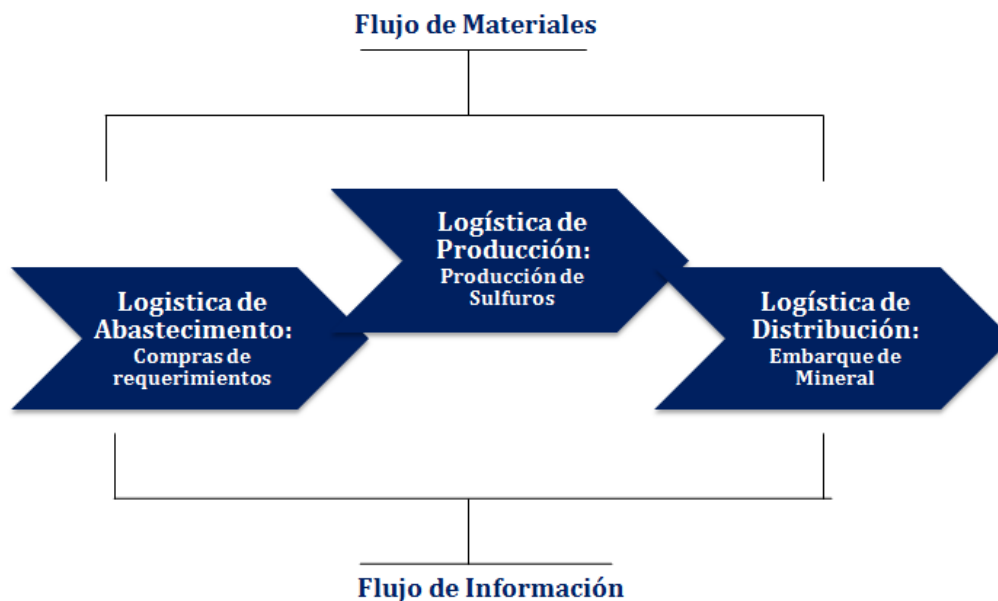 Flujo de Materiales
Logística de
Producción:
Producción de
Sulfuros
Logistica de
Abastecimento:
Compras de
requerimientos
Logística de
Distribución:
Embarque de
Mineral
Flujo de Información